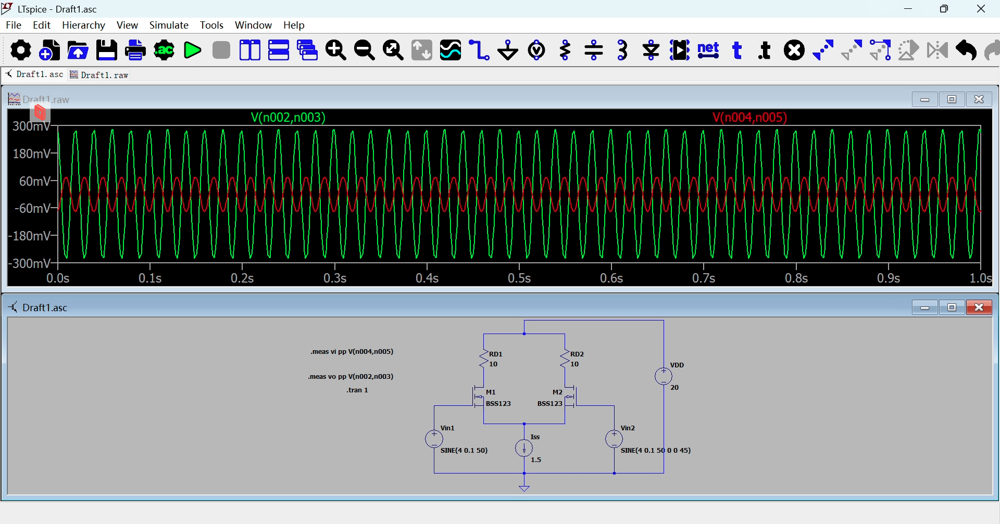 LTspice - Draft1.asc
File Edit Hierarchy View Simulate Tools Window Help
.ac net t .t
Draft1.asc Draft1.raw
Draft1.raw
V(n002,n003) V(n004,n005)
300mV
180mV
60mV
-60mV
-180mV
-300mV
0.0s 0.1s 0.2s 0.3s 0.4s 0.5s 0.6s 0.7s 0.8s 0.9s 1.0s
Draft1.asc
.meas vi pp V(n004,n005)
.meas vo pp V(n002,n003)
.tran 1
RD1
10
RD2
10
VDD
20
M1
BSS123
M2
BSS123
Vin1
SINE(4 0.1 50)
Iss
1.5
Vin2
SINE(4 0.1 50 0 0 45)